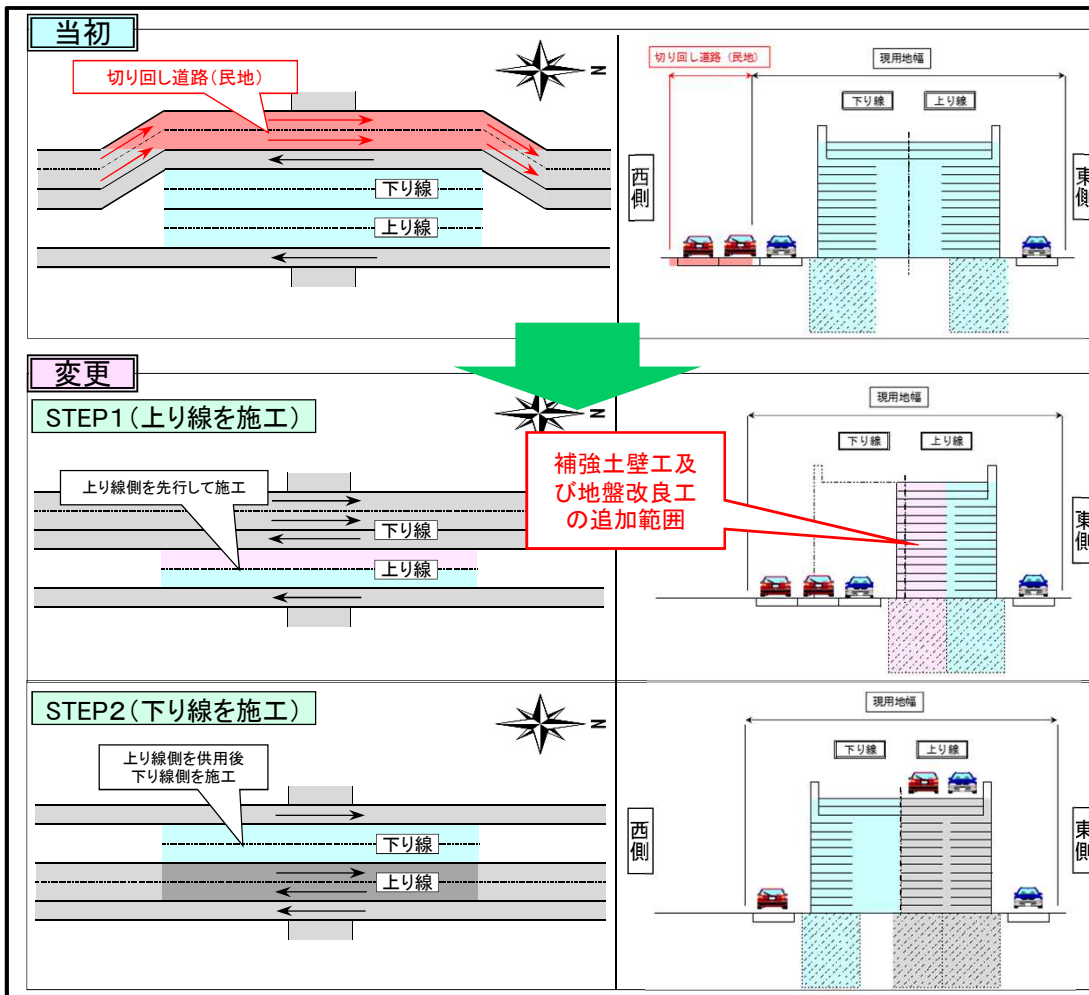 当初
切り回し道路(民地)
N
下り線
上り線
切り回し道路(民地)
現用地幅
下り線
上り線
西側
東側
変更
STEP1(上り線を施工)
N
上り線側を先行して施工
下り線
上り線
補強土壁工及
び地盤改良工
の追加範囲
現用地幅
下り線
上り線
東側
STEP2(下り線を施工)
N
上り線側を供用後
下り線側を施工
下り線
上り線
現用地幅
下り線
上り線
西側
東側